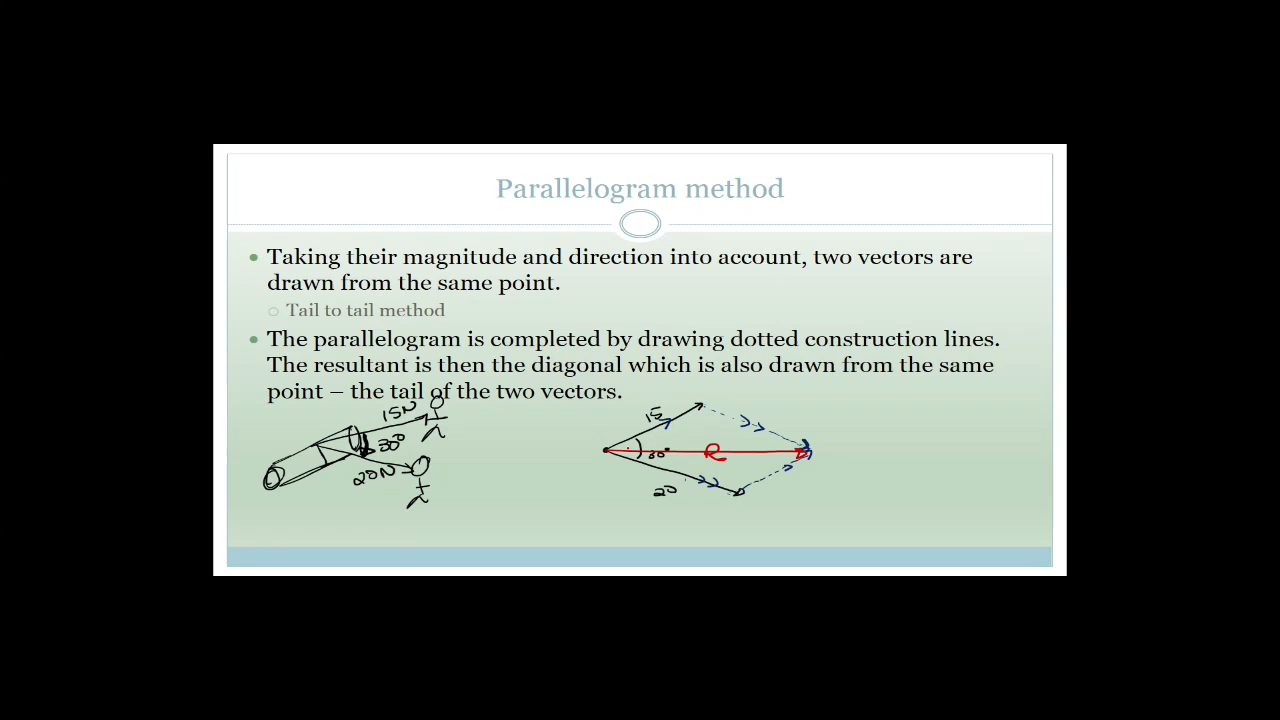 Parallelogram method
• Taking their magnitude and direction into account, two vectors are
drawn from the same point.
○ Tail to tail method
• The parallelogram is completed by drawing dotted construction lines.
The resultant is then the diagonal which is also drawn from the same
point – the tail of the two vectors.
15N
30°
20N
15
30°
R
20